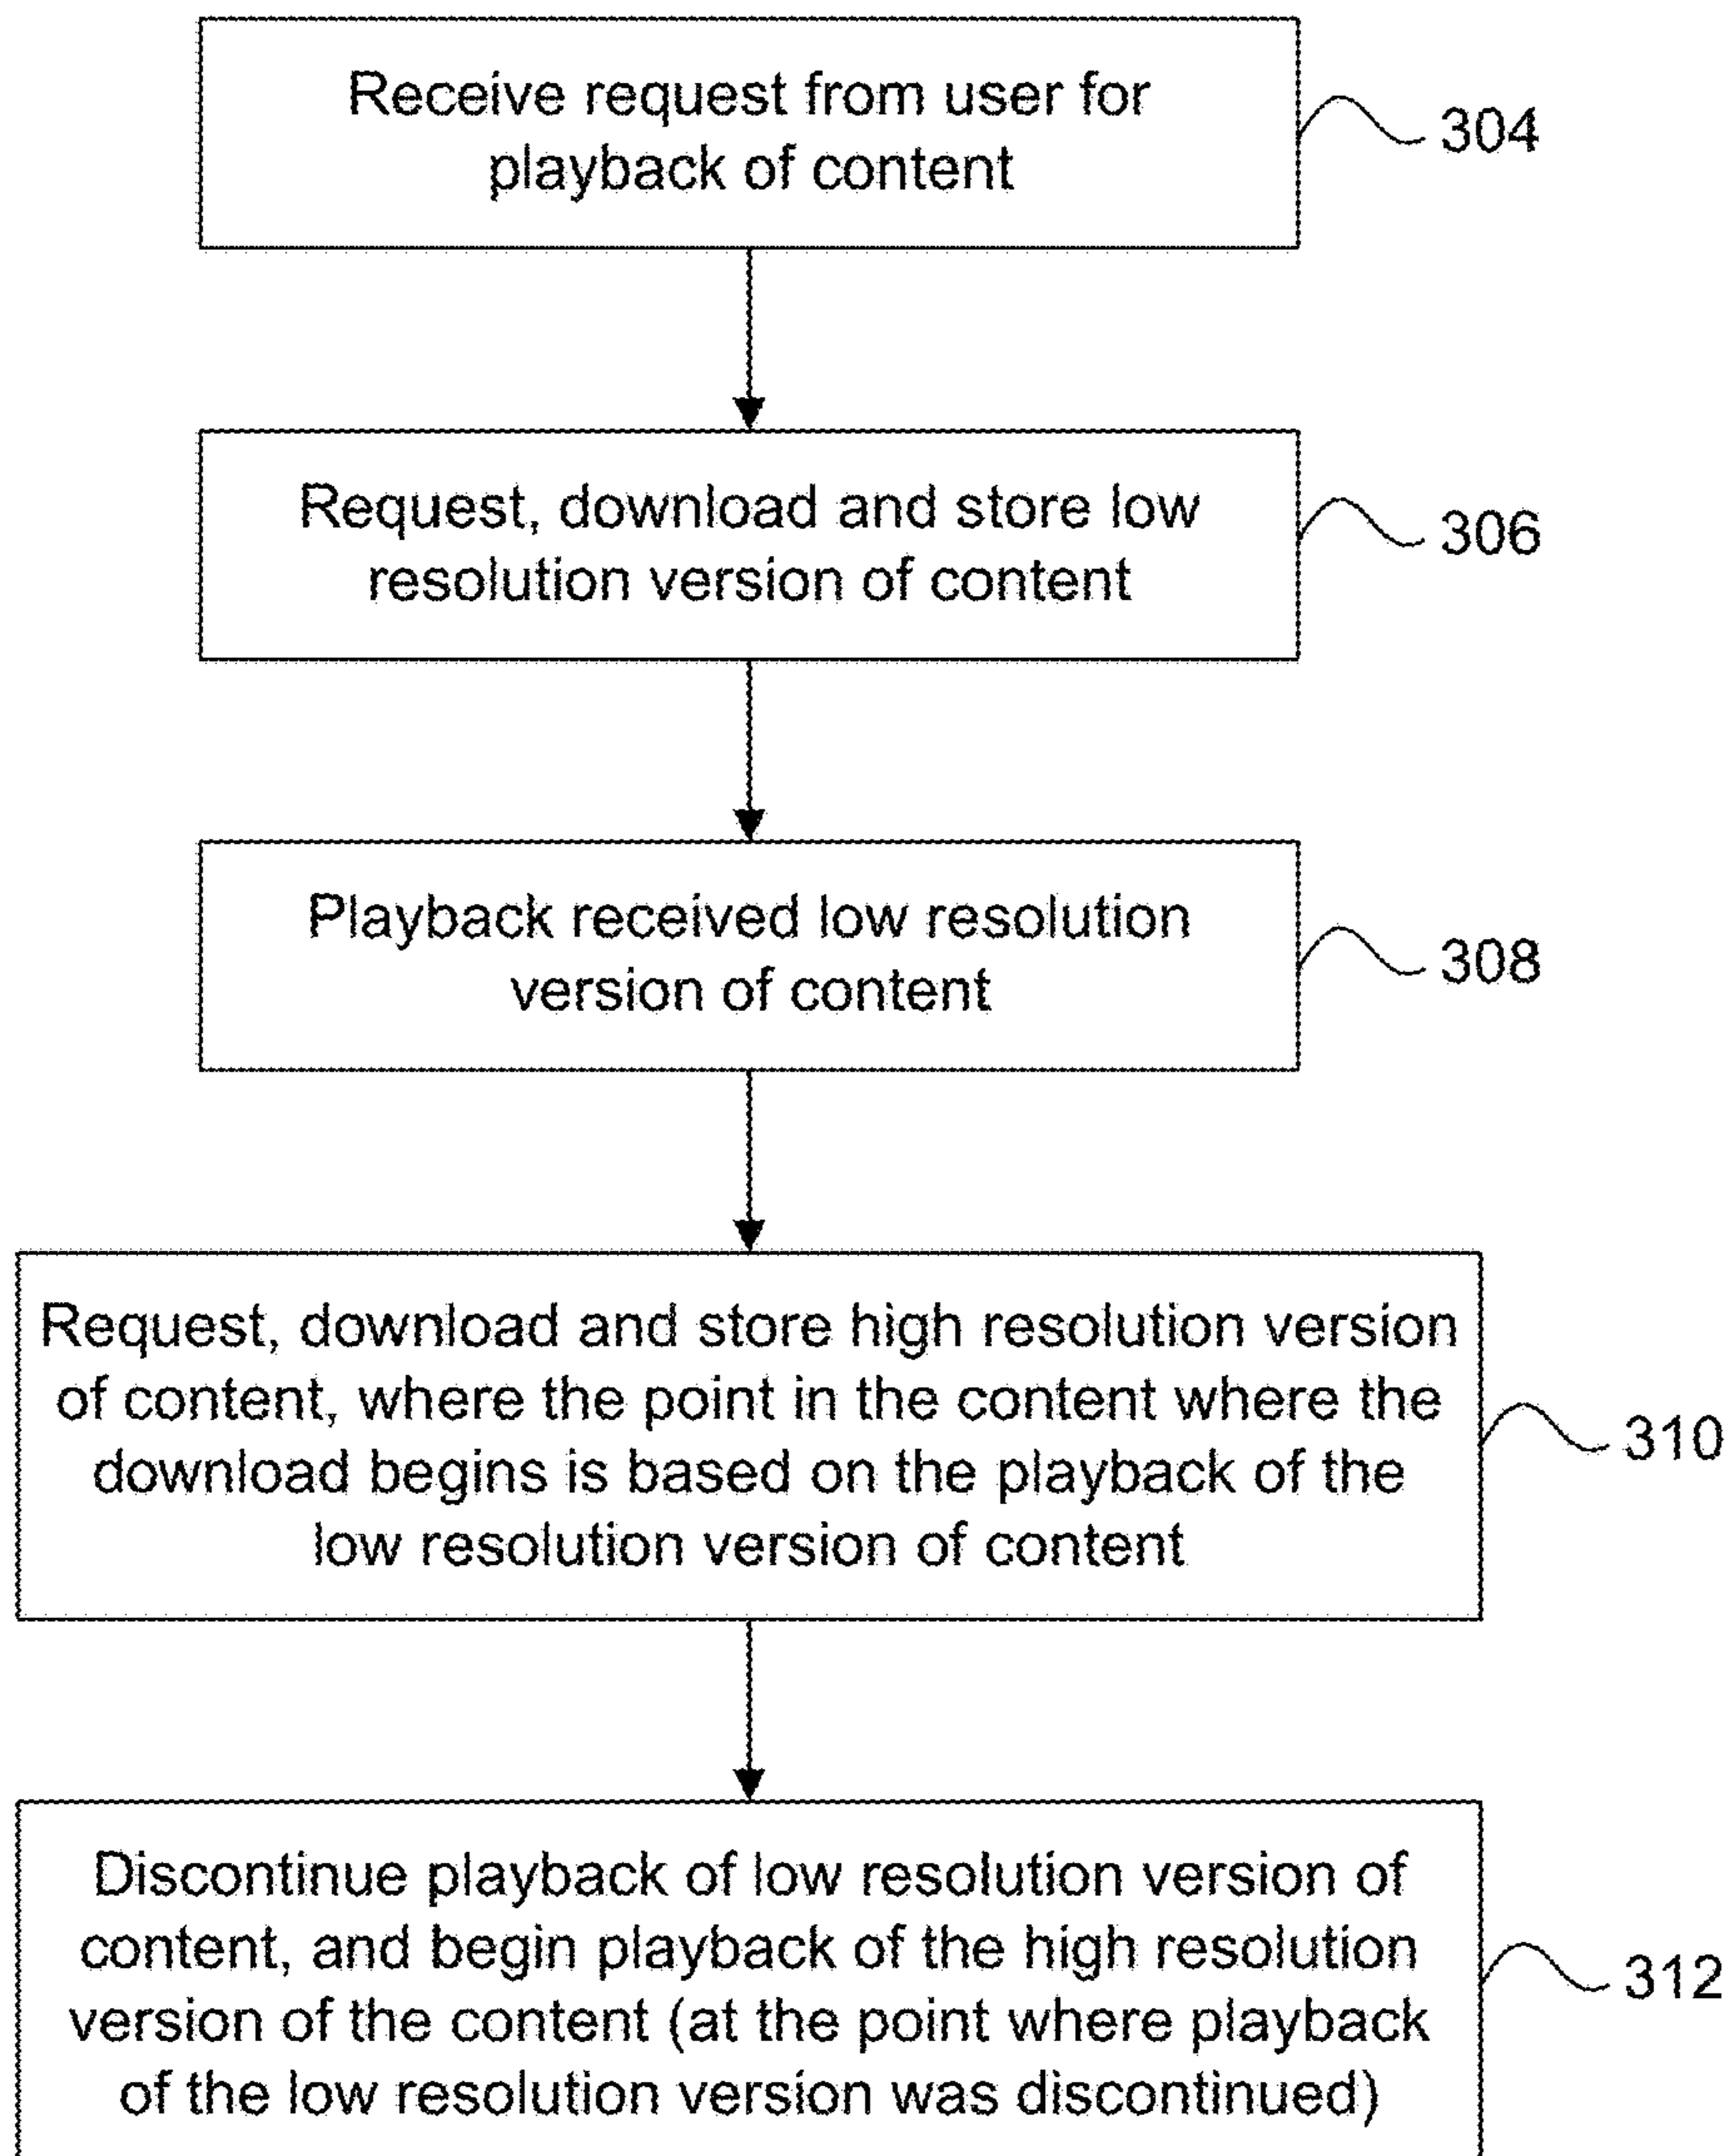 Receive request from user for
playback of content
304
Request, download and store low
resolution version of content
306
Playback received low resolution
version of content
308
Request, download and store high resolution version
of content, where the point in the content where the
download begins is based on the playback of the
low resolution version of content
310
Discontinue playback of low resolution version of
content, and begin playback of the high resolution
version of the content (at the point where playback
of the low resolution version was discontinued)
312